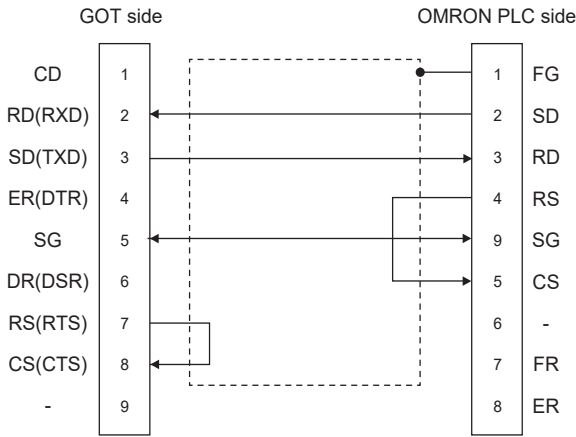 GOT side OMRON PLC side
CD 1 1 FG
RD(RXD) 2 2 SD
SD(TXD) 3 3 RD
ER(DTR) 4 4 RS
SG 5 9 SG
DR(DSR) 6 5 CS
RS(RTS) 7 6 -
CS(CTS) 8 7 FR
- 9 8 ER